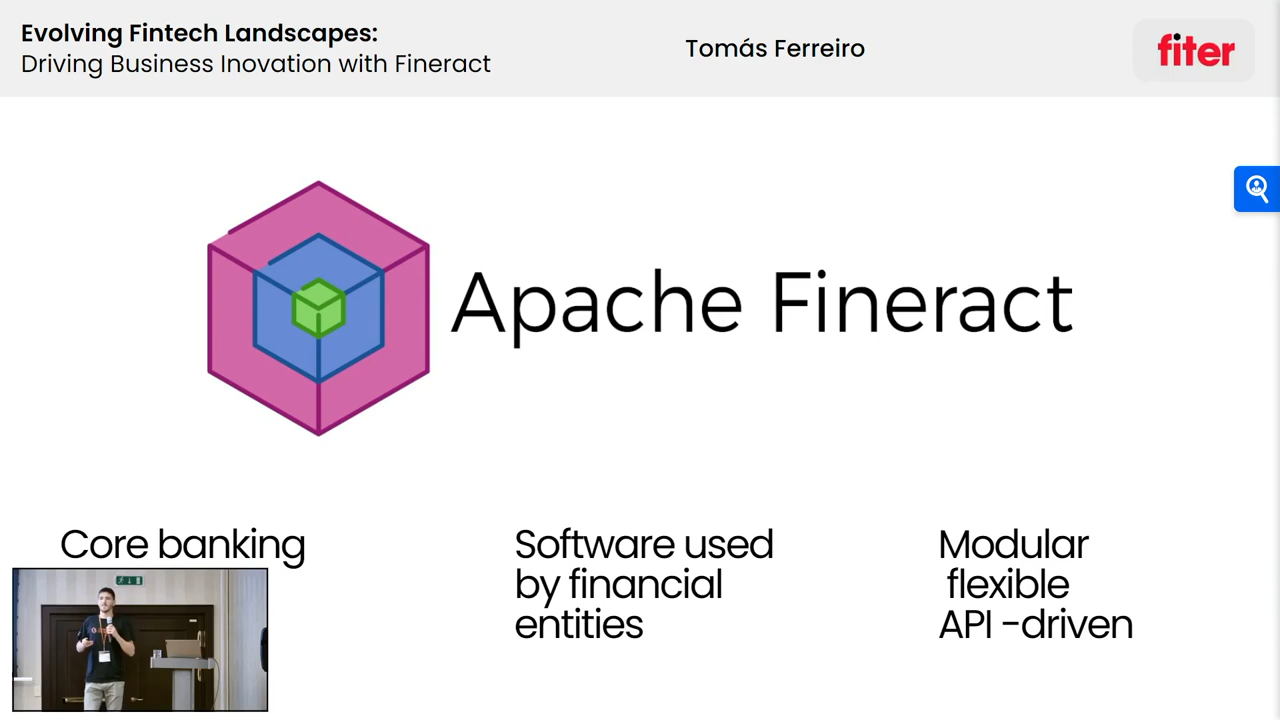 Evolving Fintech Landscapes:
Driving Business Inovation with Fineract
Tomás Ferreiro
fiter
Apache Fineract
Core banking
Software used
by financial
entities
Modular
flexible
API -driven